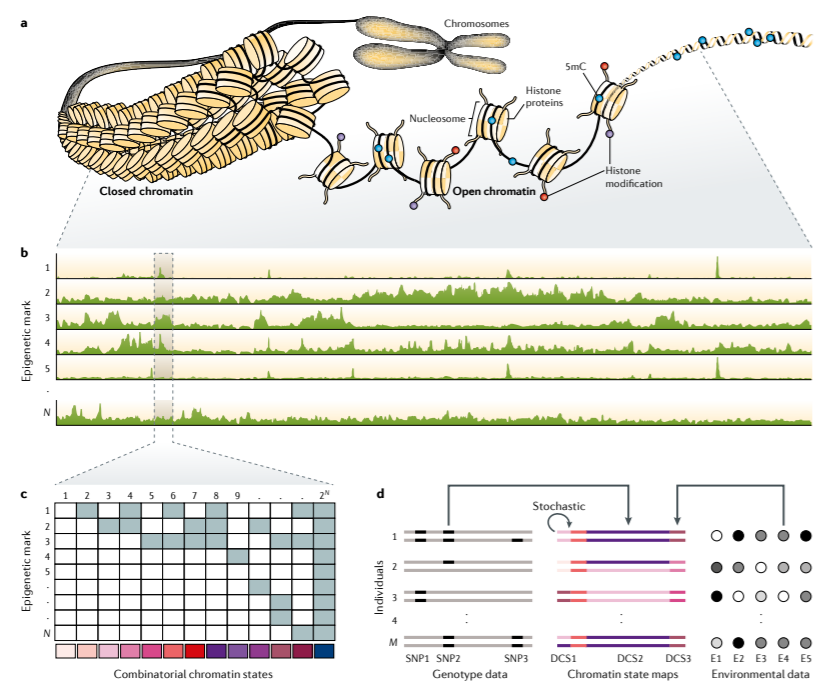 a
Chromosomes
5mC
Histone
proteins
Nucleosome
Closed chromatin
Open chromatin
Histone
modification
b
Epigenetic mark
1
2
3
4
5
.
N
c
1 2 3 4 5 6 7 8 9 . . . 2^N
Epigenetic mark
1
2
3
4
5
.
.
.
N
Combinatorial chromatin states
d
Stochastic
Individuals
1
2
3
4 : : :
M
SNP1 SNP2 SNP3 DCS1 DCS2 DCS3 E1 E2 E3 E4 E5
Genotype data Chromatin state maps Environmental data